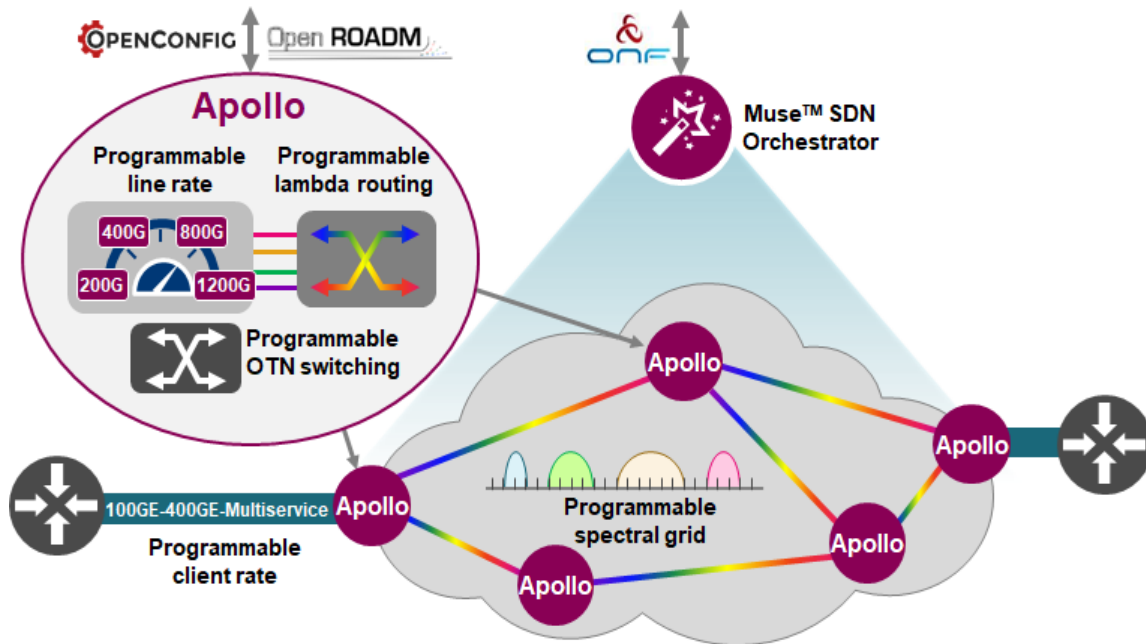 OPENCONFIG
Open ROADM
ONF
Apollo
Programmable
line rate
Programmable
lambda routing
400G
800G
200G
1200G
Programmable
OTN switching
Muse™ SDN
Orchestrator
Apollo
Apollo
100GE-400GE-Multiservice
Apollo
Programmable
client rate
Programmable
spectral grid
Apollo
Apollo